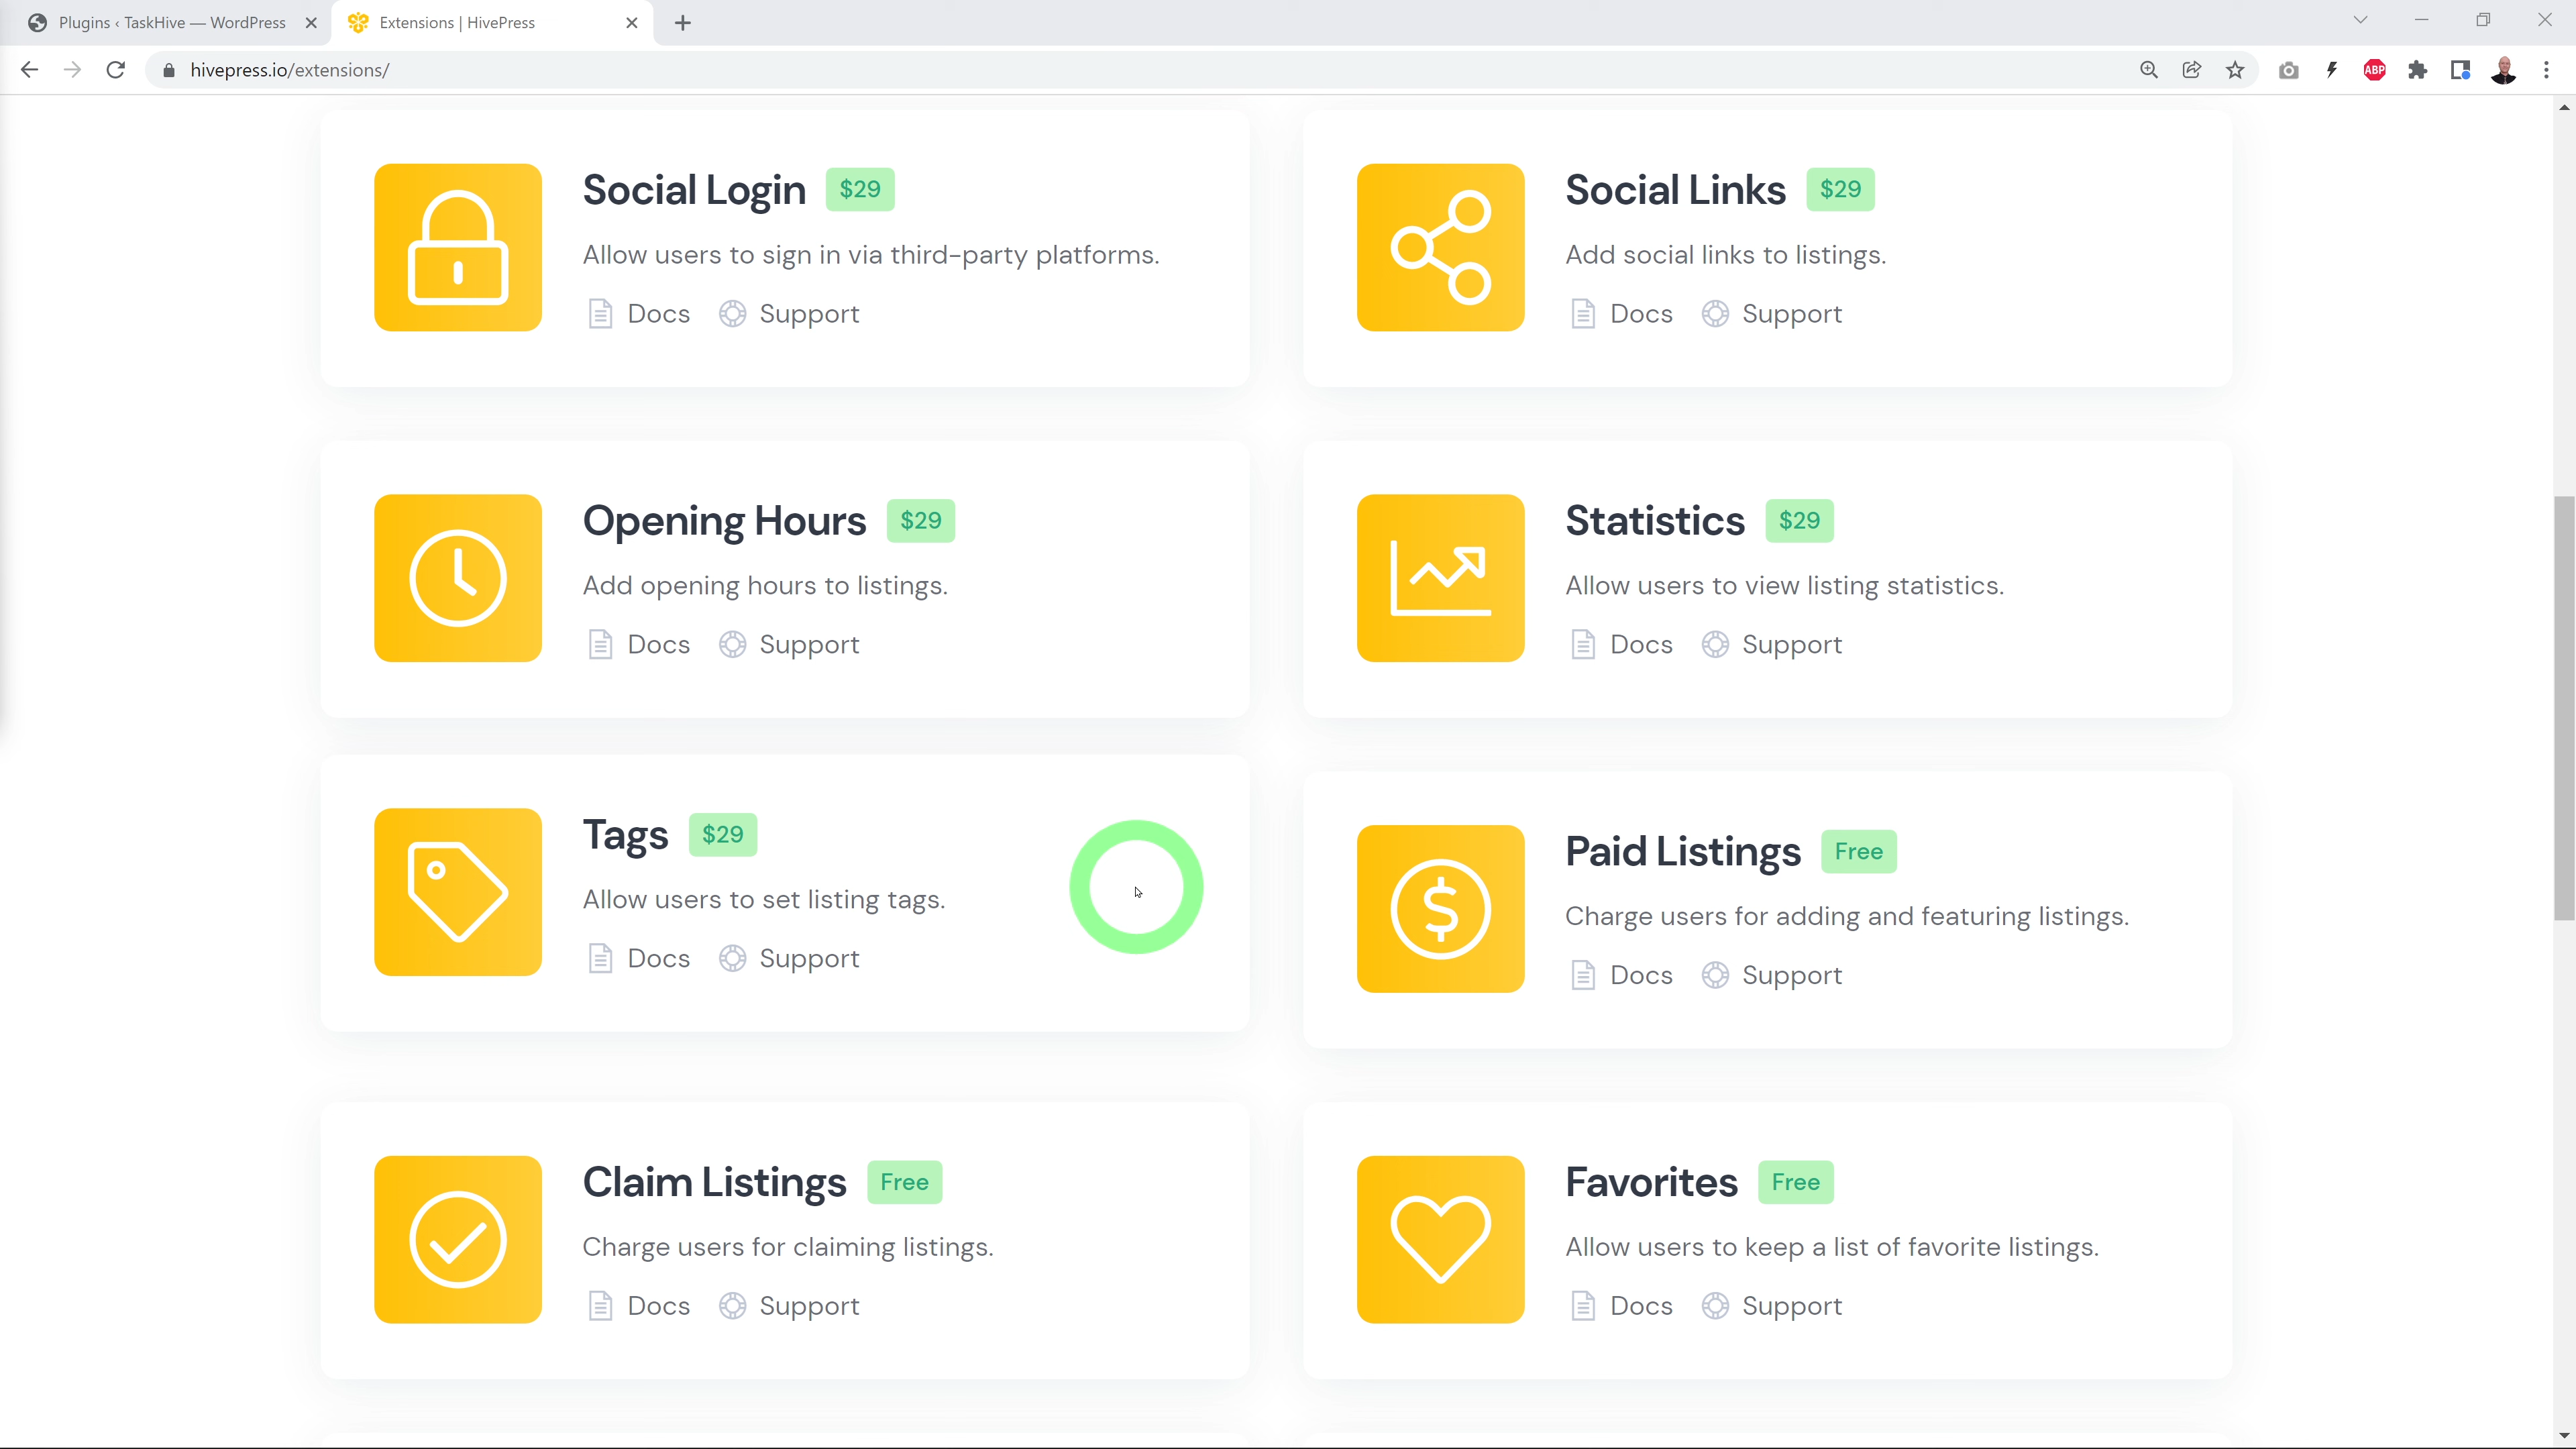 Plugins ‹ TaskHive — WordPress
Extensions | HivePress
hivepress.io/extensions/
ABP
Social Login $29
Allow users to sign in via third-party platforms.
Docs Support
Social Links $29
Add social links to listings.
Docs Support
Opening Hours $29
Add opening hours to listings.
Docs Support
Statistics $29
Allow users to view listing statistics.
Docs Support
Tags $29
Allow users to set listing tags.
Docs Support
Paid Listings Free
Charge users for adding and featuring listings.
Docs Support
Claim Listings Free
Charge users for claiming listings.
Docs Support
Favorites Free
Allow users to keep a list of favorite listings.
Docs Support